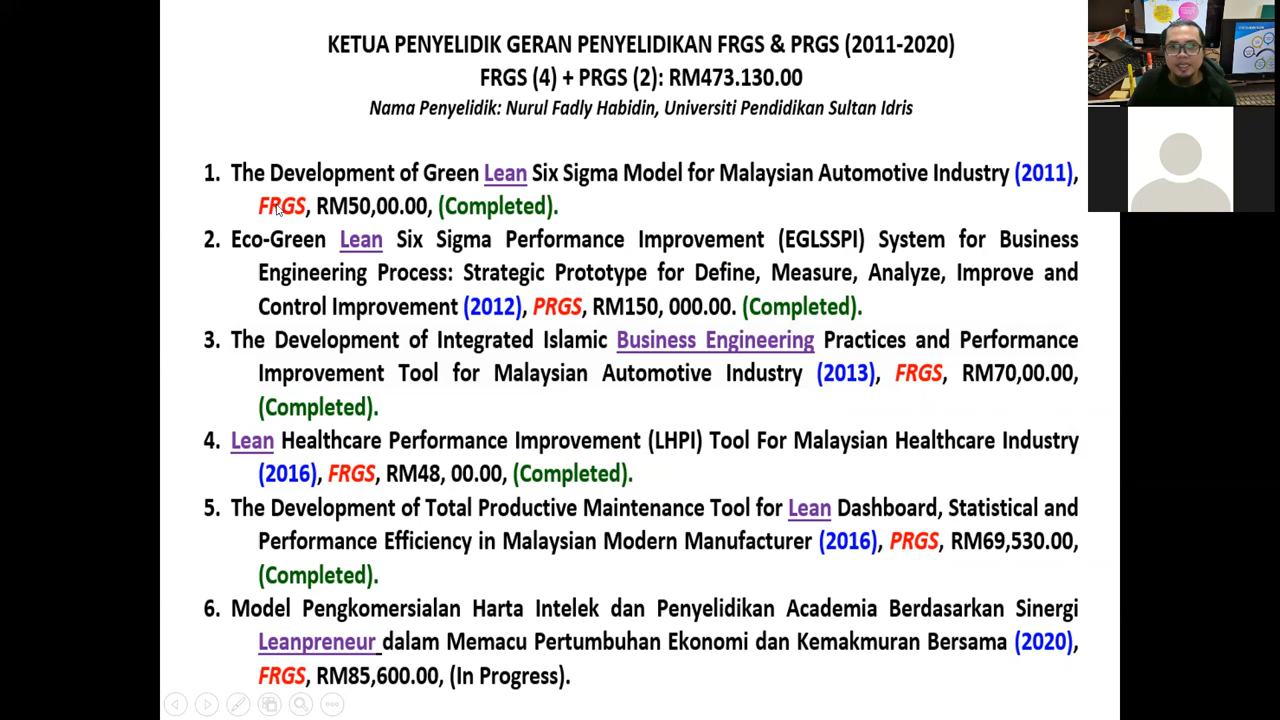 KETUA PENYELIDIK GERAN PENYELIDIKAN FRGS & PRGS (2011-2020)
FRGS (4) + PRGS (2): RM473.130.00
Nama Penyelidik: Nurul Fadly Habidin, Universiti Pendidikan Sultan Idris
1. The Development of Green Lean Six Sigma Model for Malaysian Automotive Industry (2011),
FRGS, RM50,00.00, (Completed).
2. Eco-Green Lean Six Sigma Performance Improvement (EGLSSPI) System for Business
Engineering Process: Strategic Prototype for Define, Measure, Analyze, Improve and
Control Improvement (2012), PRGS, RM150, 000.00. (Completed).
3. The Development of Integrated Islamic Business Engineering Practices and Performance
Improvement Tool for Malaysian Automotive Industry (2013), FRGS, RM70,00.00,
(Completed).
4. Lean Healthcare Performance Improvement (LHPI) Tool For Malaysian Healthcare Industry
(2016), FRGS, RM48, 00.00, (Completed).
5. The Development of Total Productive Maintenance Tool for Lean Dashboard, Statistical and
Performance Efficiency in Malaysian Modern Manufacturer (2016), PRGS, RM69,530.00,
(Completed).
6. Model Pengkomersialan Harta Intelek dan Penyelidikan Academia Berdasarkan Sinergi
Leanpreneur dalam Memacu Pertumbuhan Ekonomi dan Kemakmuran Bersama (2020),
FRGS, RM85,600.00, (In Progress).